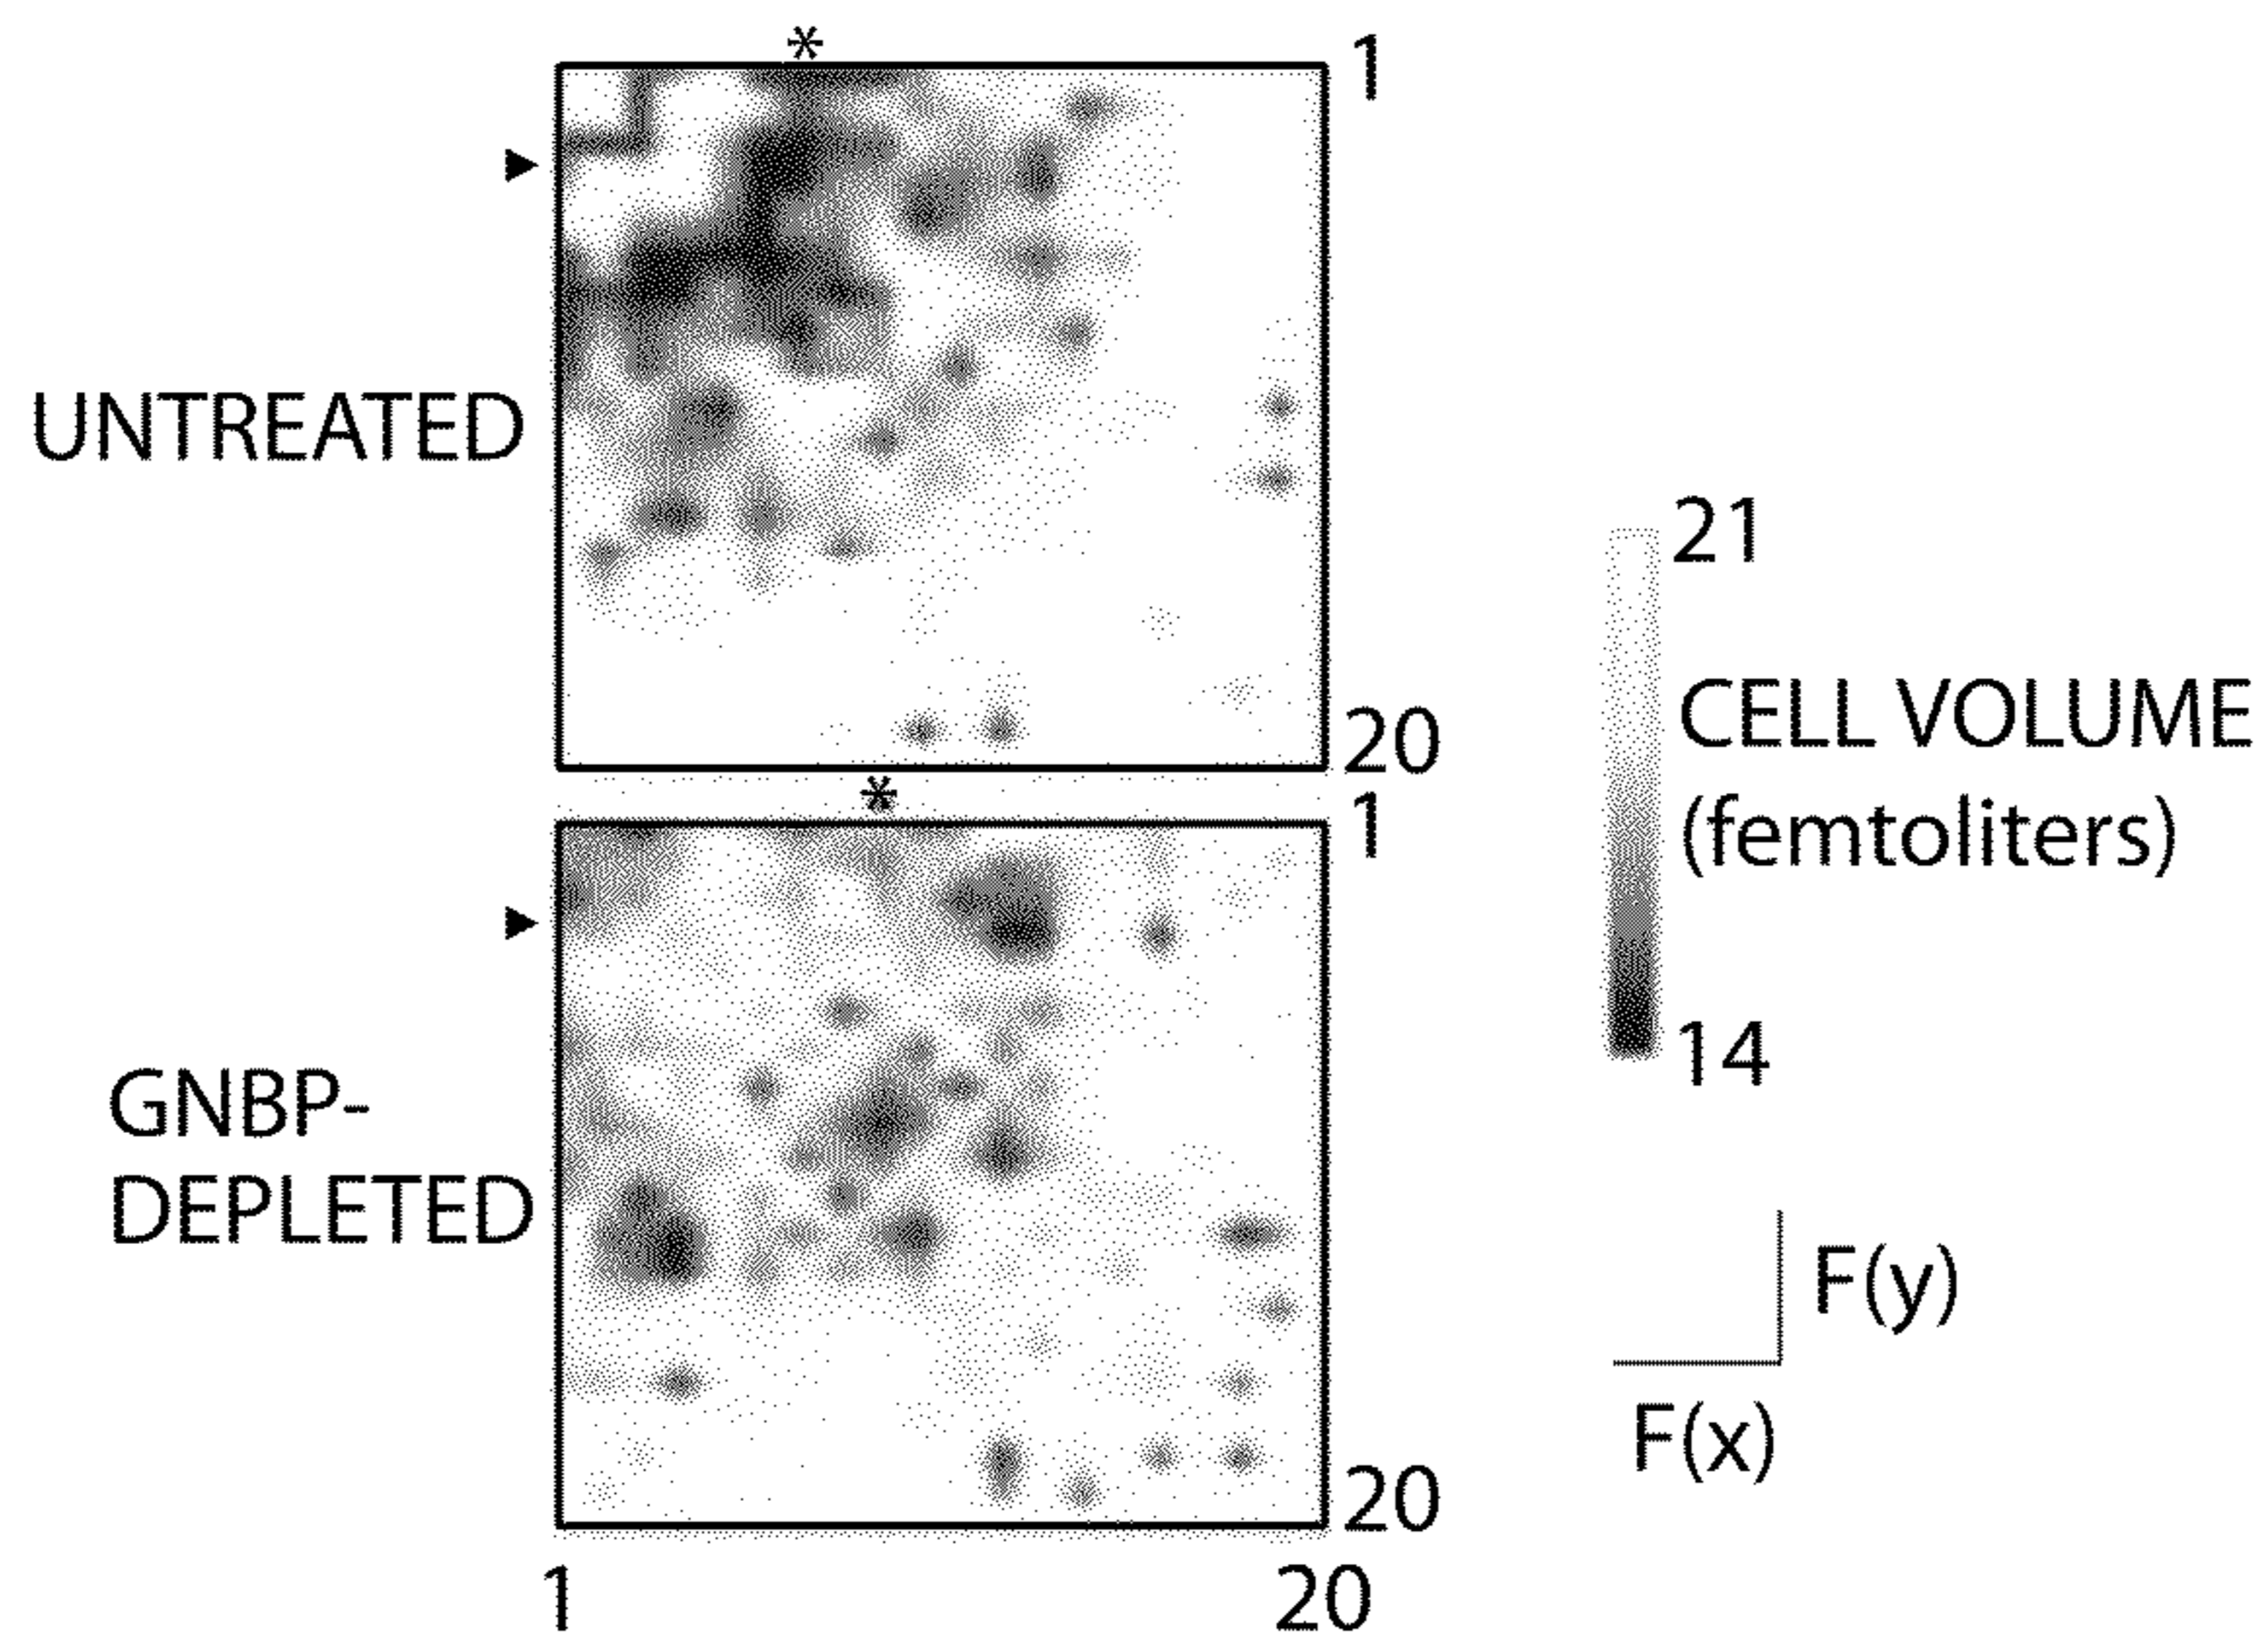 *
1
UNTREATED
20
*
1
21
CELL VOLUME
(femtoliters)
14
GNBP-
DEPLETED
F(y)
F(x)
20
1
20